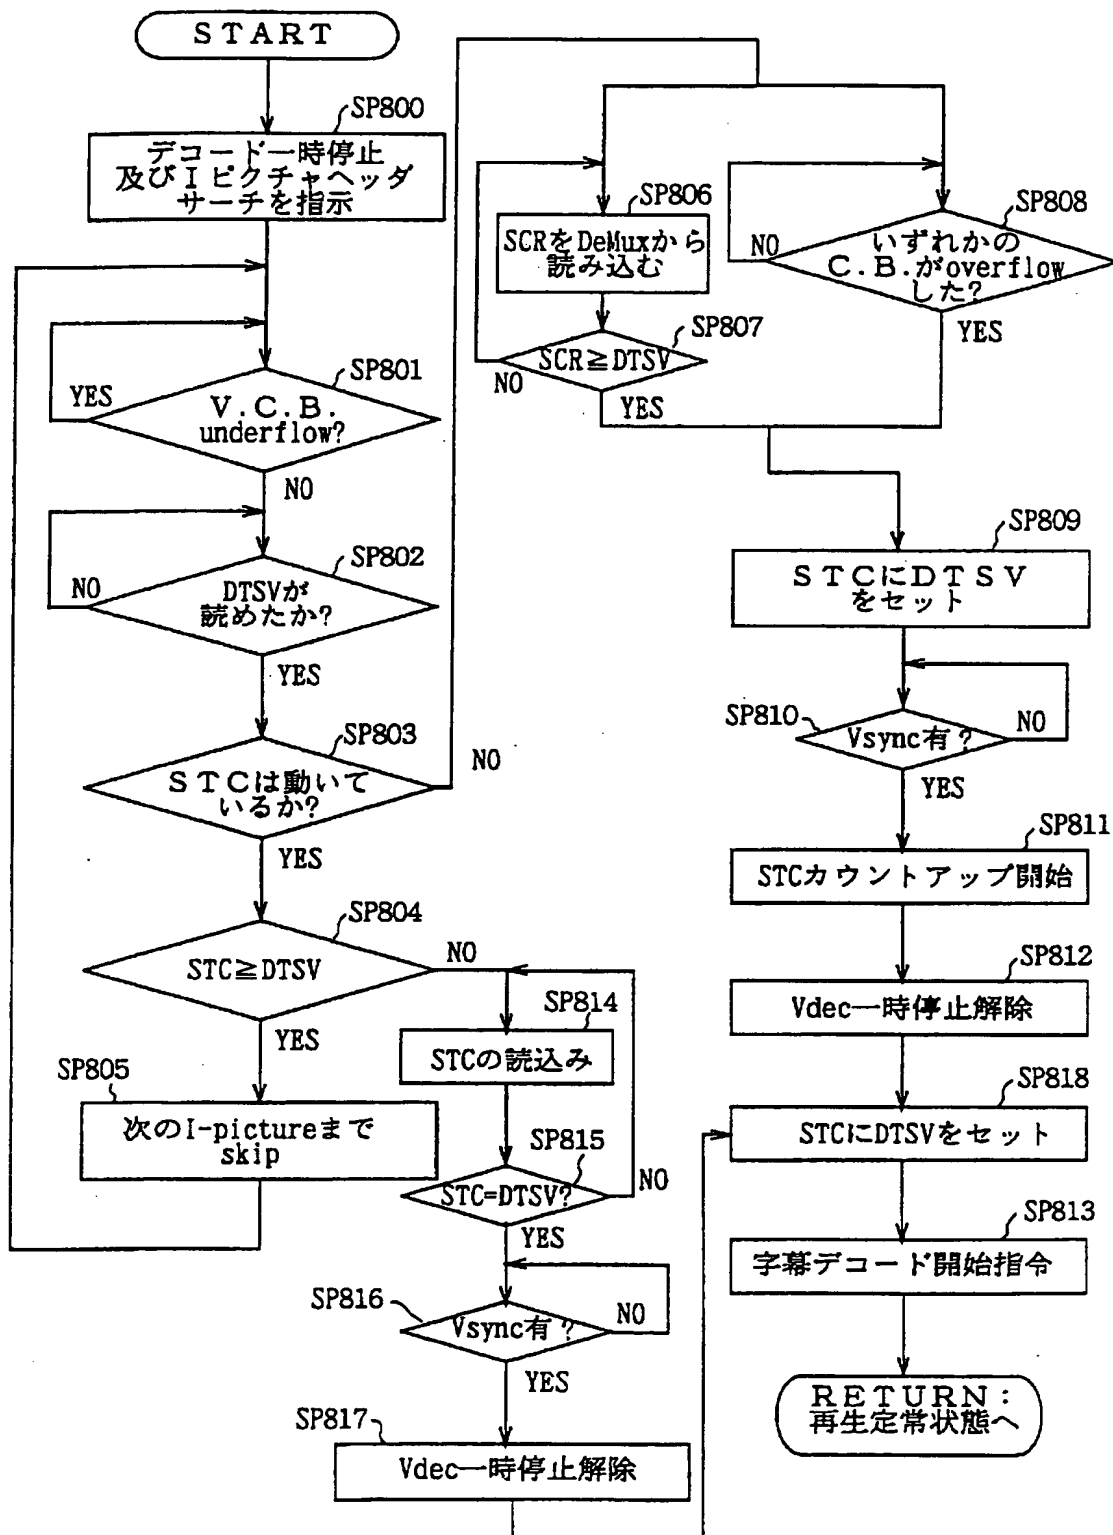 START
SP800
デコード一時停止
及びIピクチャヘッダ
サーチを指示
SP801
V.C.B.
underflow?
YES
NO
SP802
DTSVが
読めたか?
NO
YES
SP803
STCは動いて
いるか?
NO
YES
SP804
STC≧DTSV
NO
YES
SP805
次のI-pictureまで
skip
SP814
STCの読込み
SP815
STC=DTSV?
NO
YES
SP816
Vsync有?
NO
YES
SP817
Vdec一時停止解除
SP806
SCRをDeMuxから
読み込む
SP807
SCR≧DTSV
NO
YES
SP808
いずれかの
C.B.がoverflow
した?
NO
YES
SP809
STCにDTSV
をセット
SP810
Vsync有?
NO
YES
SP811
STCカウントアップ開始
SP812
Vdec一時停止解除
SP818
STCにDTSVをセット
SP813
字幕デコード開始指令
RETURN:
再生定常状態へ